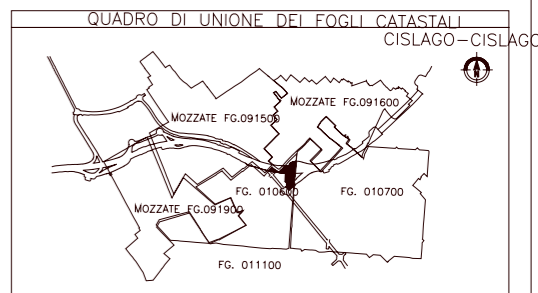 QUADRO DI UNIONE DEI FOGLI CATASTALI
CISLAGO-CISLAGO
N
MOZZATE FG.091600
MOZZATE FG.091500
FG. 010600
FG. 010700
MOZZATE FG.091900
FG. 011100